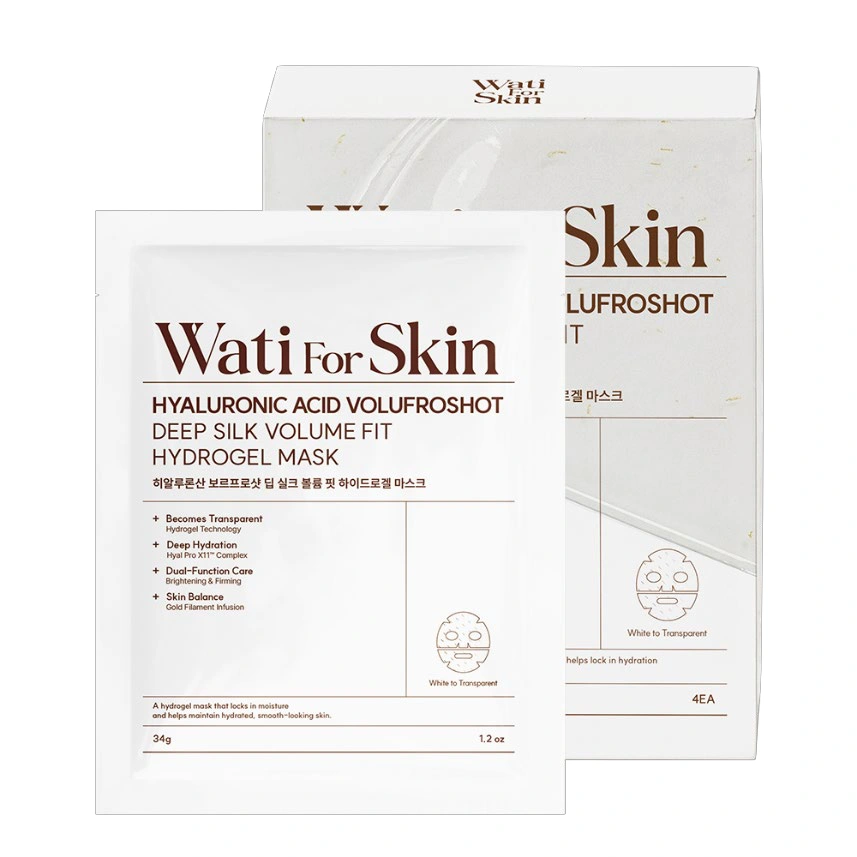 Wati
For
Skin
Skin
LUFROSHOT
IT
로겔 마스크
White to Transparent
helps lock in hydration
4EA
Wati For Skin
HYALURONIC ACID VOLUFROSHOT
DEEP SILK VOLUME FIT
HYDROGEL MASK
히알루론산 보르프로샷 딥 실크 볼륨 핏 하이드로겔 마스크
+ Becomes Transparent
Hydrogel Technology
+ Deep Hydration
Hyal Pro X11™ Complex
+ Dual-Function Care
Brightening & Firming
+ Skin Balance
Gold Filament Infusion
White to Transparent
A hydrogel mask that locks in moisture
and helps maintain hydrated, smooth-looking skin.
34g 1.2 oz